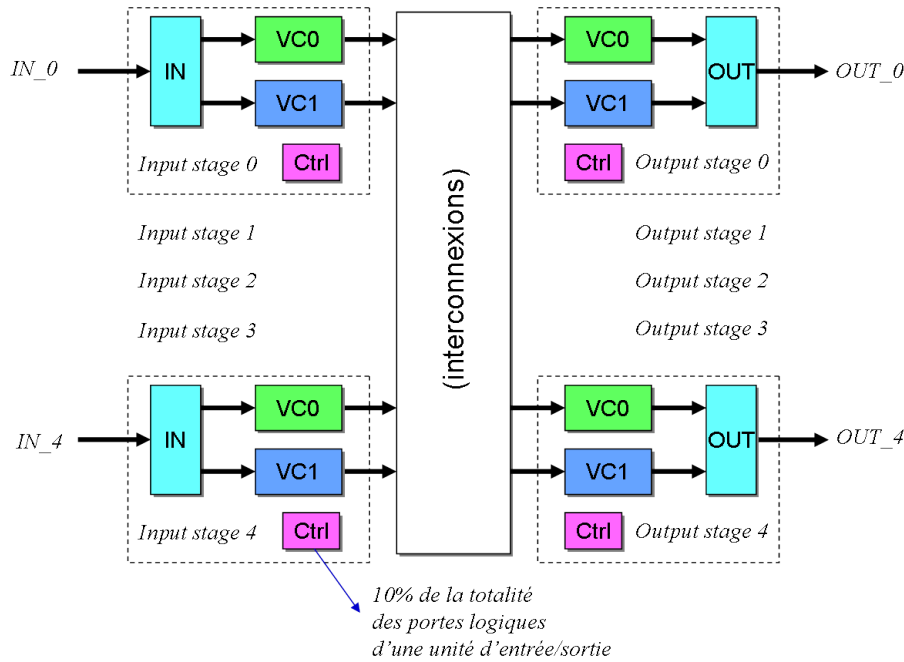 IN_0
IN
VC0
VC1
Ctrl
Input stage 0
Input stage 1
Input stage 2
Input stage 3
IN_4
IN
VC0
VC1
Ctrl
Input stage 4
(interconnexions)
VC0
VC1
OUT
OUT_0
Ctrl
Output stage 0
Output stage 1
Output stage 2
Output stage 3
VC0
VC1
OUT
OUT_4
Ctrl
Output stage 4
10% de la totalité
des portes logiques
d'une unité d'entrée/sortie